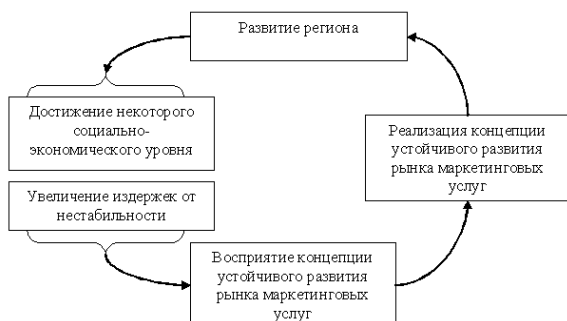 Развитие региона
Достижение некоторого
социально-
экономического уровня
Увеличение издержек от
нестабильности
Восприятие концепции
устойчивого развития
рынка маркетинговых
услуг
Реализация концепции
устойчивого развития
рынка маркетинговых
услуг